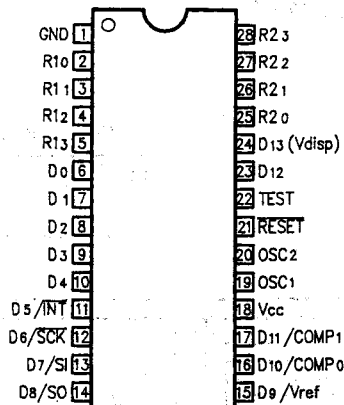 GND 1 28 R23
R10 2 27 R22
R11 3 26 R21
R12 4 25 R20
R13 5 24 D13 (Vdisp)
D0 6 23 D12
D1 7 22 TEST
D2 8 21 RESET
D3 9 20 OSC2
D4 10 19 OSC1
D5/INT 11 18 Vcc
D6/SCK 12 17 D11/COMP1
D7/SI 13 16 D10/COMP0
D8/SO 14 15 D9/Vref